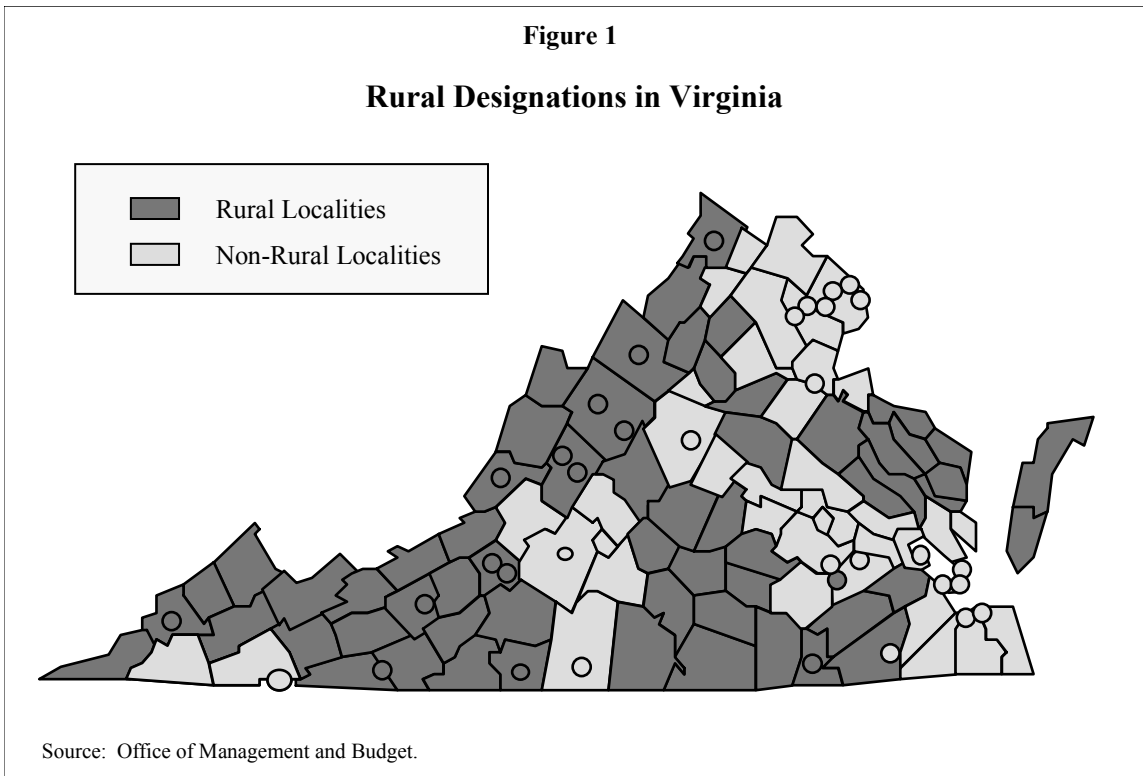 Figure 1
Rural Designations in Virginia
Rural Localities
Non-Rural Localities
Source: Office of Management and Budget.